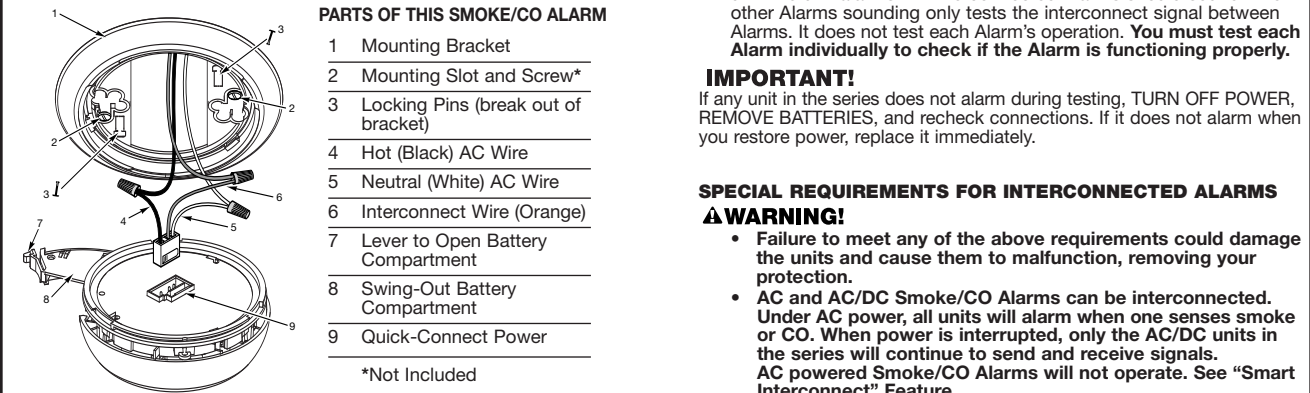 PARTS OF THIS SMOKE/CO ALARM
1 Mounting Bracket
2 Mounting Slot and Screw*
3 Locking Pins (break out of
bracket)
4 Hot (Black) AC Wire
5 Neutral (White) AC Wire
6 Interconnect Wire (Orange)
7 Lever to Open Battery
Compartment
8 Swing-Out Battery
Compartment
9 Quick-Connect Power
*Not Included
1
3
2
2
3
4
6
5
7
8
9
other Alarms sounding only tests the interconnect signal between
Alarms. It does not test each Alarm's operation. You must test each
Alarm individually to check if the Alarm is functioning properly.
IMPORTANT!
If any unit in the series does not alarm during testing, TURN OFF POWER,
REMOVE BATTERIES, and recheck connections. If it does not alarm when
you restore power, replace it immediately.
SPECIAL REQUIREMENTS FOR INTERCONNECTED ALARMS
WARNING!
• Failure to meet any of the above requirements could damage
the units and cause them to malfunction, removing your
protection.
• AC and AC/DC Smoke/CO Alarms can be interconnected.
Under AC power, all units will alarm when one senses smoke
or CO. When power is interrupted, only the AC/DC units in
the series will continue to send and receive signals.
AC powered Smoke/CO Alarms will not operate. See “Smart
Interconnect” Feature